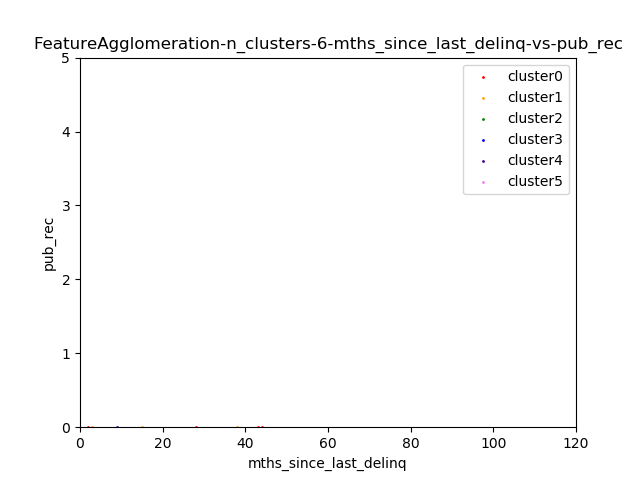 FeatureAgglomeration-n_clusters-6-mths_since_last_delinq-vs-pub_rec
5
4
3
2
1
0
pub_rec
cluster0
cluster1
cluster2
cluster3
cluster4
cluster5
0 20 40 60 80 100 120
mths_since_last_delinq